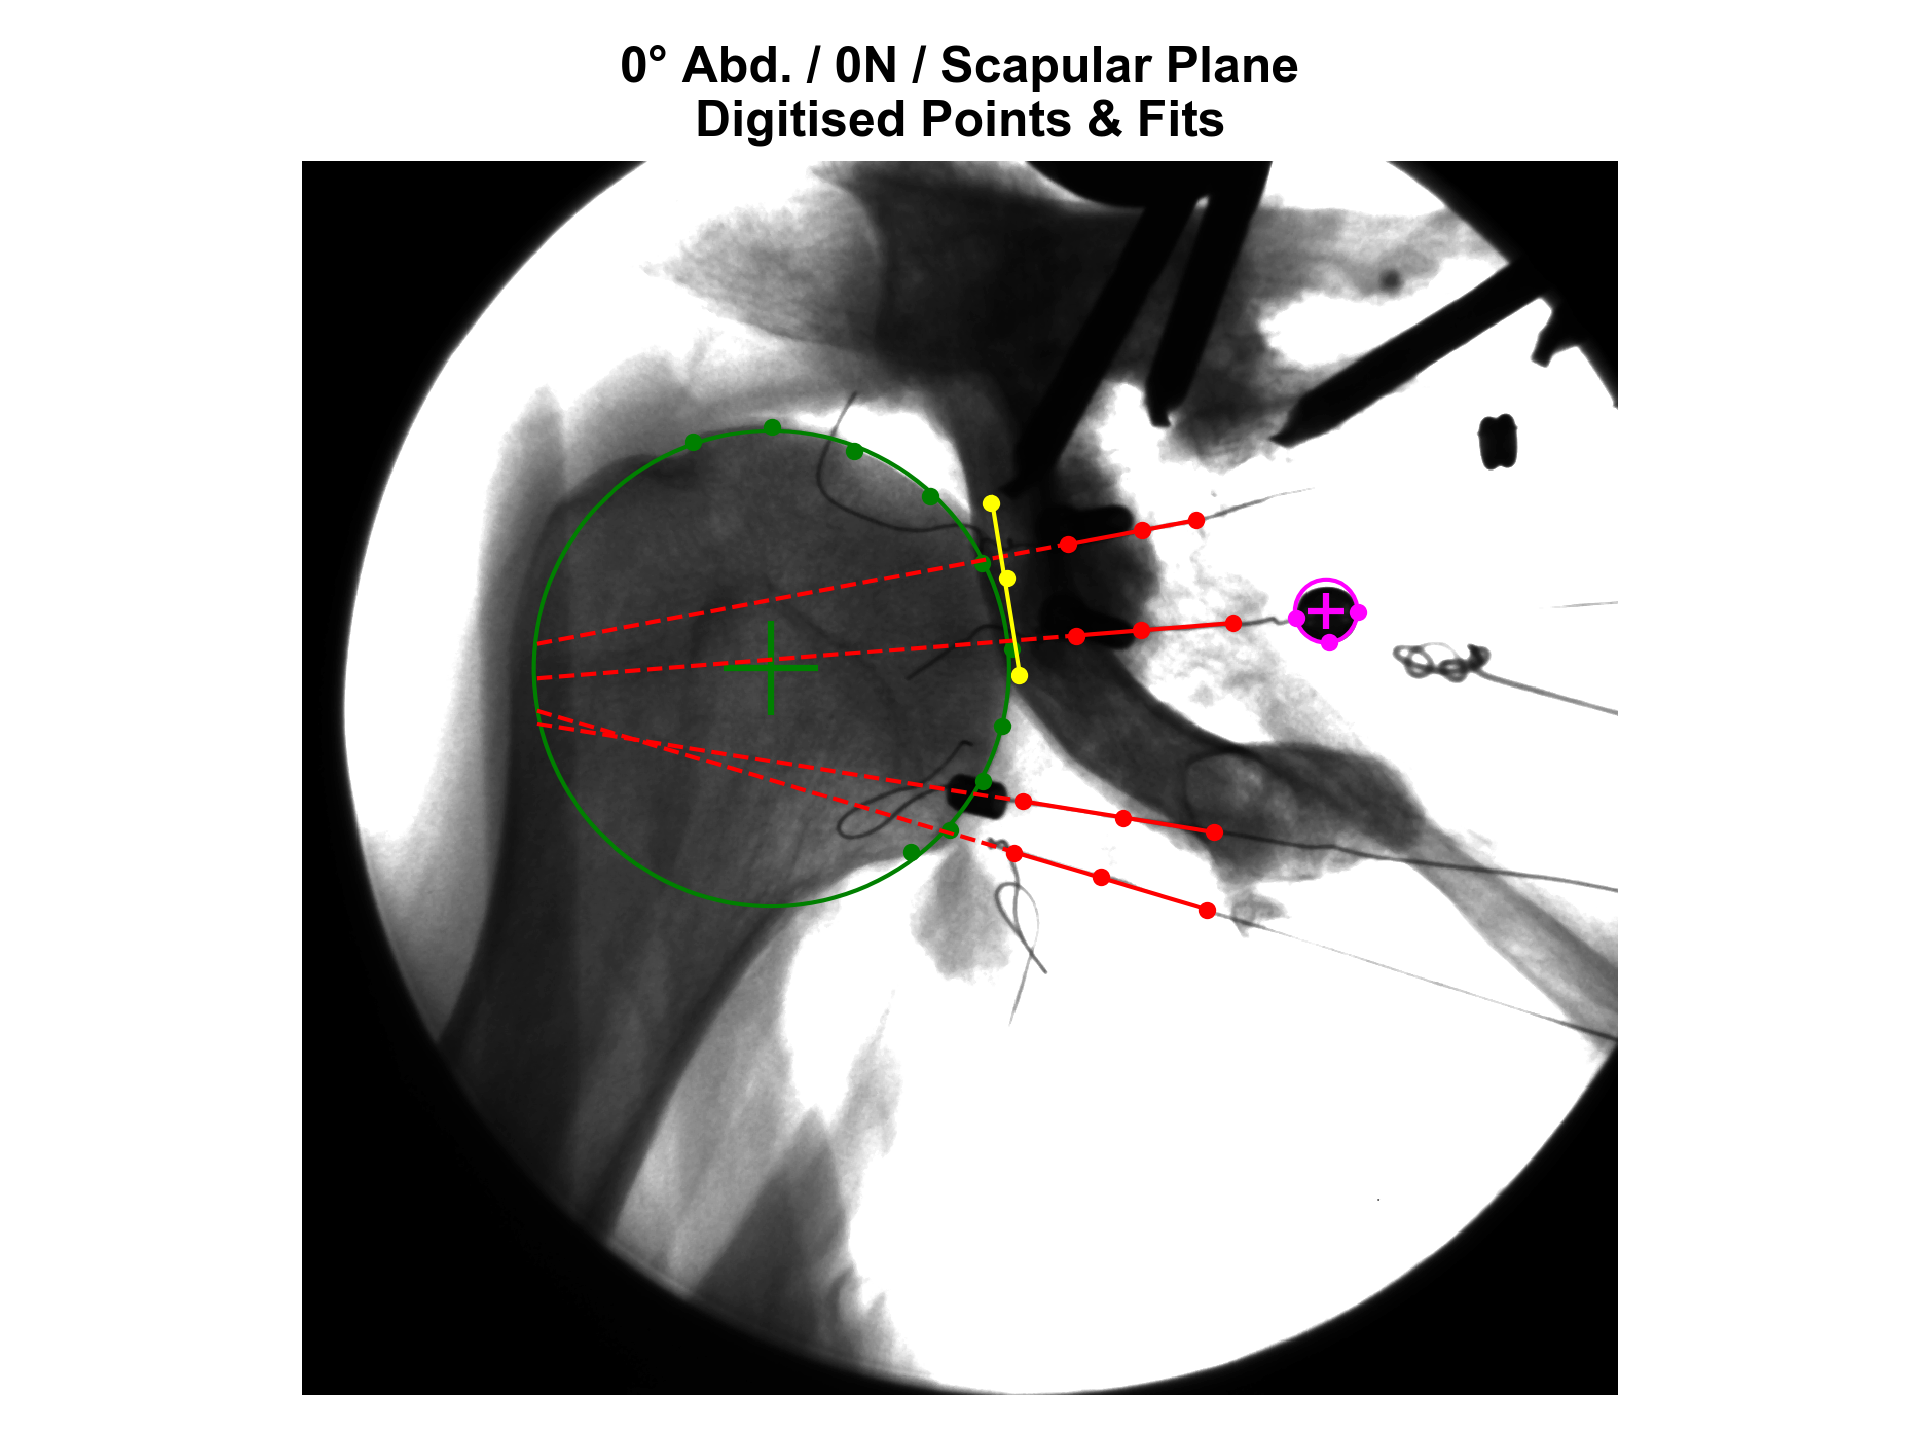 0° Abd. / 0N / Scapular Plane
Digitised Points & Fits